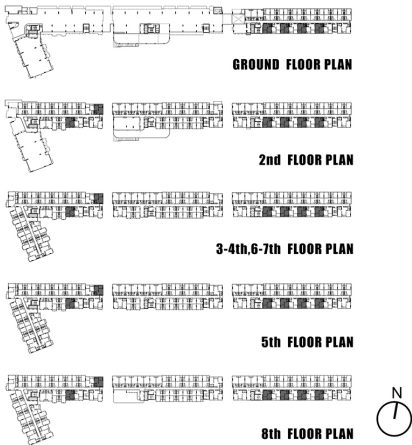 GROUND FLOOR PLAN
2nd FLOOR PLAN
3-4th,6-7th FLOOR PLAN
5th FLOOR PLAN
N
8th FLOOR PLAN